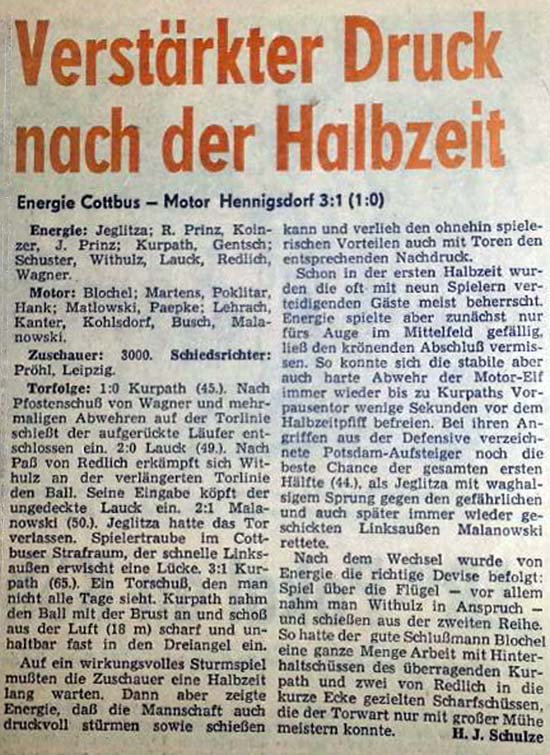 Verstärkter Druck
nach der Halbzeit
Energie Cottbus – Motor Hennigsdorf 3:1 (1:0)
Energie: Jeglitza; R. Prinz, Koin-
zer, J. Prinz; Kurpath, Gentsch;
Schuster, Withulz, Lauck, Redlich,
Wagner.
Motor: Blochel; Martens, Poklitar,
Hank; Matlowski, Paepke; Lehrach,
Kanter, Kohlsdorf, Busch, Mala-
nowski.
Zuschauer: 3000. Schiedsrichter:
Pröhl, Leipzig.
Torfolge: 1:0 Kurpath (45.). Nach
Pfostenschuß von Wagner und mehr-
maligen Abwehren auf der Torlinie
schießt der aufgerückte Läufer ent-
schlossen ein. 2:0 Lauck (49.). Nach
Paß von Redlich erkämpft sich Wit-
hulz an der verlängerten Torlinie
den Ball. Seine Eingabe köpft der
ungedeckte Lauck ein. 2:1 Mala-
nowski (50.). Jeglitza hatte das Tor
verlassen. Spielertraube im Cott-
buser Strafraum, der schnelle Links-
außen erwischt eine Lücke. 3:1 Kur-
path (65.). Ein Torschuß, den man
nicht alle Tage sieht. Kurpath nahm
den Ball mit der Brust an und schoß
aus der Luft (18 m) scharf und un-
haltbar fast in den Dreiangel ein.
Auf ein wirkungsvolles Sturmspiel
mußten die Zuschauer eine Halbzeit
lang warten. Dann aber zeigte
Energie, daß die Mannschaft auch
druckvoll stürmen sowie schießen
kann und verlieh den ohnehin spiele-
rischen Vorteilen auch mit Toren den
entsprechenden Nachdruck.
Schon in der ersten Halbzeit wur-
den die oft mit neun Spielern ver-
teidigenden Gäste meist beherrscht.
Energie spielte aber zunächst nur
fürs Auge im Mittelfeld gefällig,
ließ den krönenden Abschluß vermis-
sen. So konnte sich die stabile aber
auch harte Abwehr der Motor-Elf
immer wieder bis zu Kurpaths Vor-
pausentor wenige Sekunden vor dem
Halbzeitpfiff befreien. Bei ihren An-
griffen aus der Defensive verzeich-
nete Potsdam-Aufsteiger noch die
beste Chance der gesamten ersten
Hälfte (44.), als Jeglitza mit waghal-
sigem Sprung gegen den gefährlichen
und auch später immer wieder ge-
schickten Linksaußen Malanowski
rettete.
Nach dem Wechsel wurde von
Energie die richtige Devise befolgt:
Spiel über die Flügel – vor allem
nahm man Withulz in Anspruch –
und schießen aus der zweiten Reihe.
So hatte der gute Schlußmann Blochel
eine ganze Menge Arbeit mit Hinter-
haltschüssen des überragenden Kur-
path und zwei von Redlich in die
kurze Ecke gezielten Scharfschüssen,
die der Torwart nur mit großer Mühe
meistern konnte. H. J. Schulze